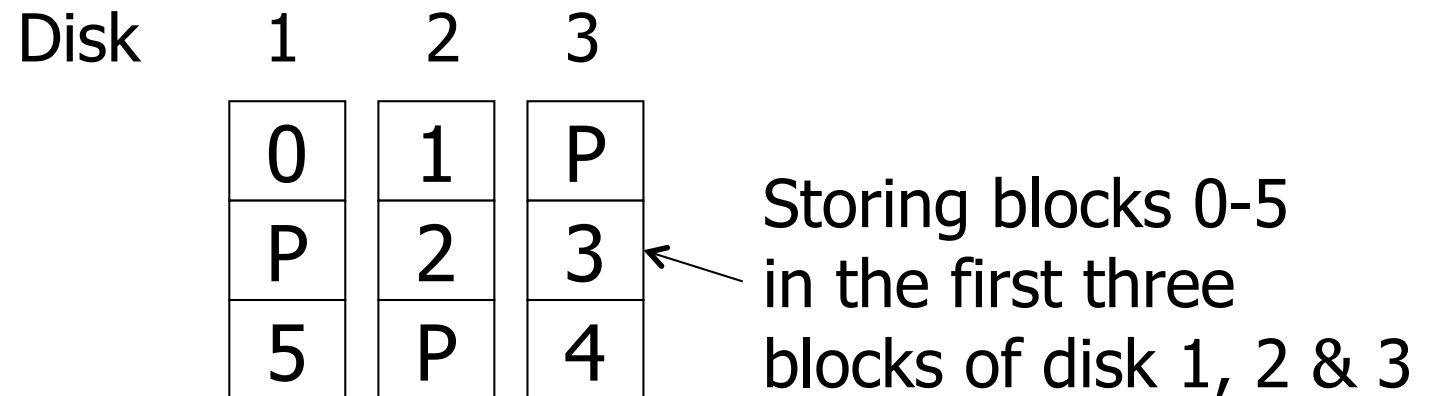 Disk 1 2 3
0 1 P
P 2 3
5 P 4
Storing blocks 0-5
in the first three
blocks of disk 1, 2 & 3